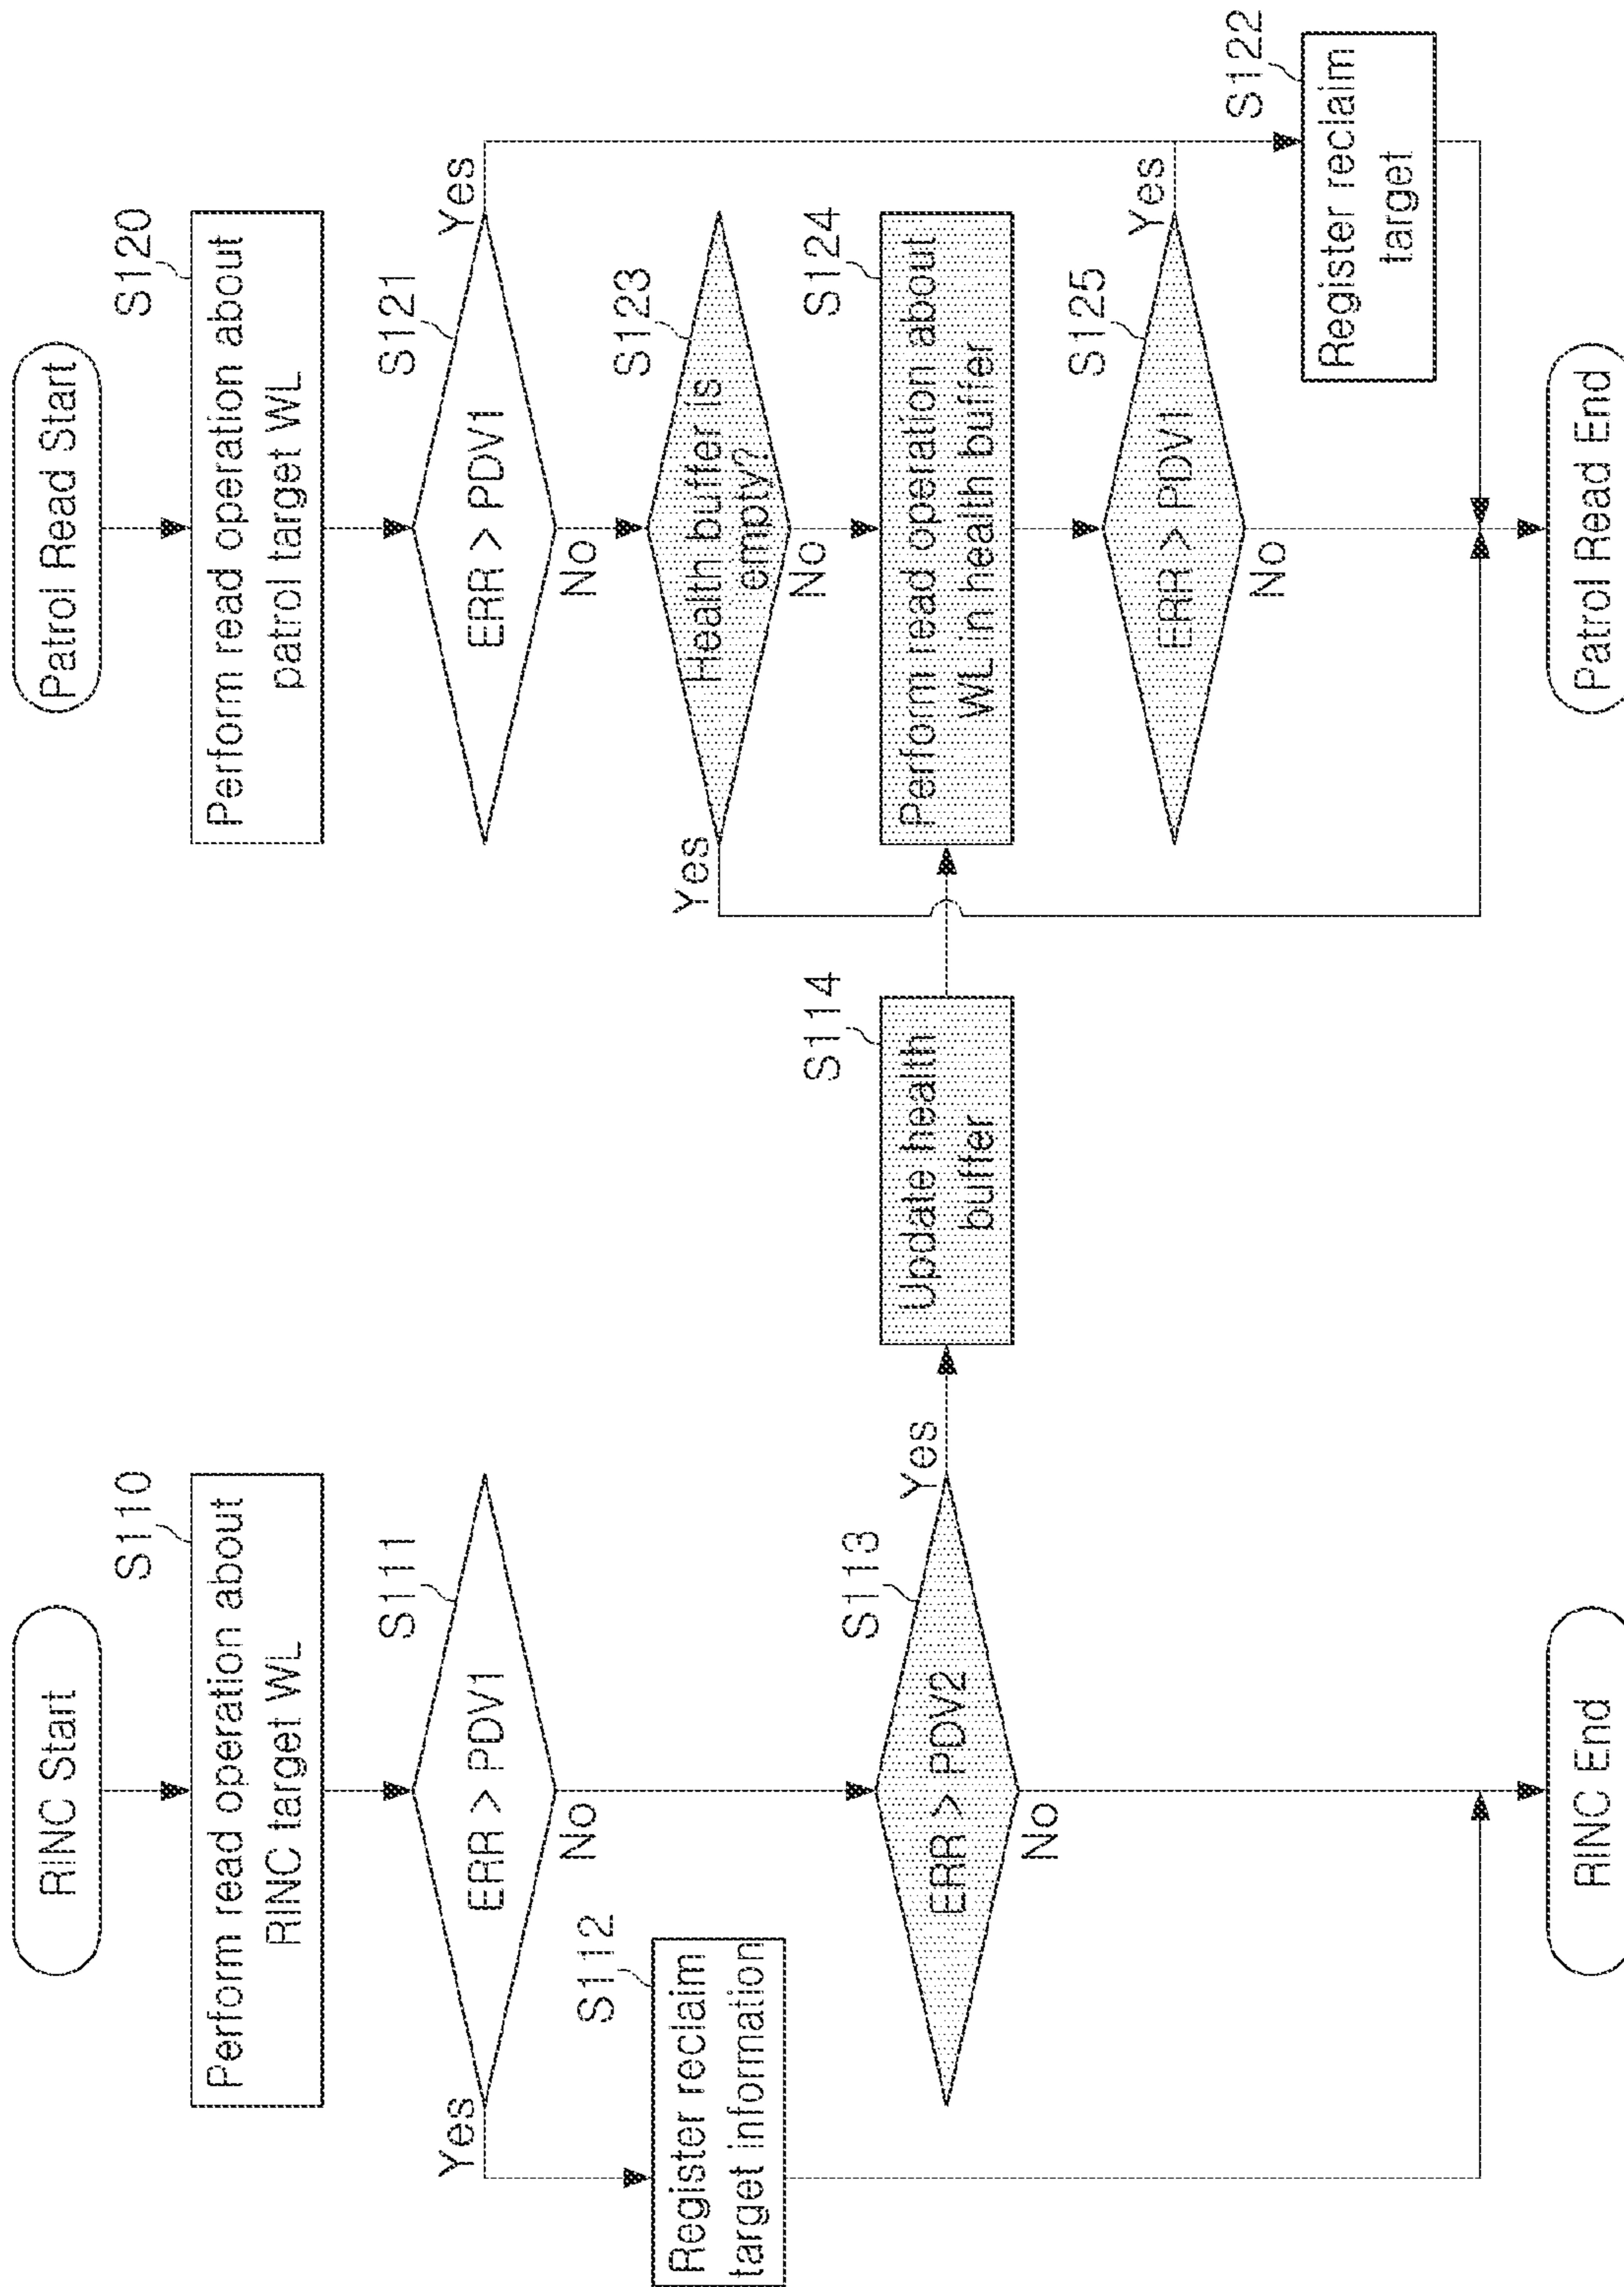 RINC Start
S110
Perform read operation about
RINC target WL
S111
ERR > PDV1
Yes
No
S112
Register reclaim
target information
S113
ERR > PDV2
Yes
No
S114
Update health
buffer
RINC End
Patrol Read Start
S120
Perform read operation about
patrol target WL
S121
ERR > PDV1
Yes
No
S123
Health buffer is
empty?
Yes
No
S124
Perform read operation about
WL in health buffer
S125
ERR > PDV1
Yes
No
S122
Register reclaim
target
Patrol Read End